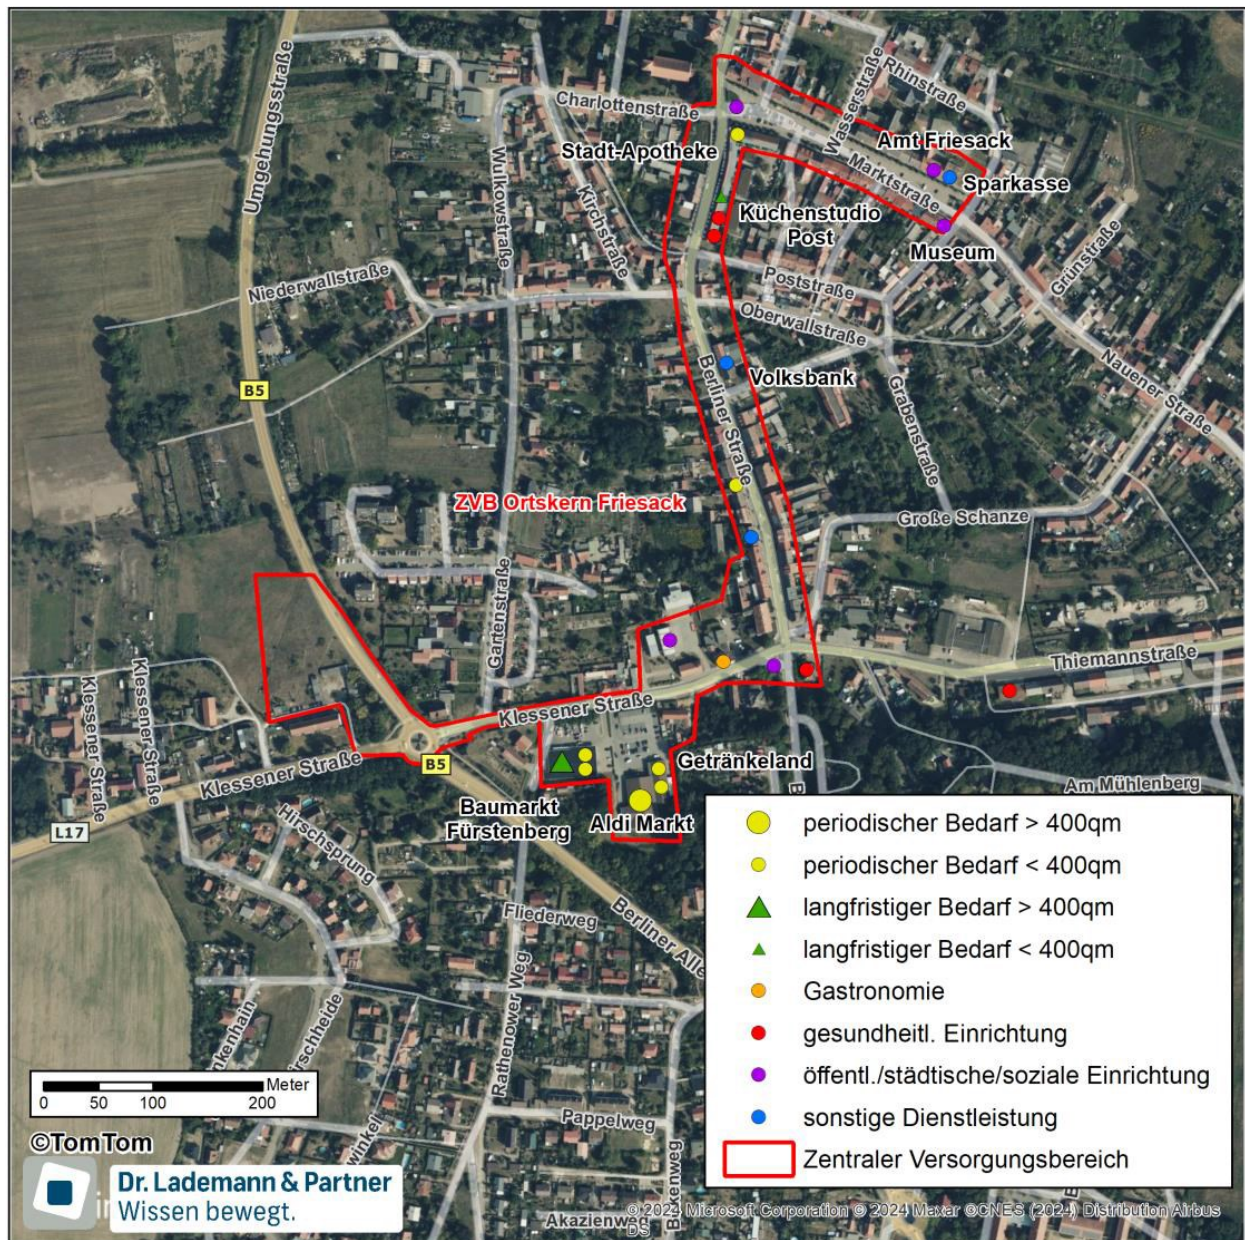 Umgehungsstraße
Charlottenstraße
Rhinstraße
Wasserstraße
Amt Friesack
Stadt-Apotheke
Wulkowstraße
Kirchstraße
Marktstraße
Sparkasse
Küchenstudio
Post
Museum
Grünstraße
Niederwallstraße
Poststraße
Oberwallstraße
Nauener Straße
B5
Berliner Straße
Volksbank
Grabenstraße
ZVB Ortskern Friesack
Große Schanze
Gartenstraße
Klessener Straße
Klessener Straße
Thiemannstraße
Klessener Straße
Klessener Straße
B5
Getränkeland
Am Mühlenberg
L17
Baumarkt
Fürstenberg
Aldi Markt
Hirschsprung
Fliederweg
Berliner Alle
Rathenower Weg
Pappelweg
Birkenweg
Akazienweg
periodischer Bedarf > 400qm
periodischer Bedarf < 400qm
langfristiger Bedarf > 400qm
langfristiger Bedarf < 400qm
Gastronomie
gesundheitl. Einrichtung
öffentl./städtische/soziale Einrichtung
sonstige Dienstleistung
Zentraler Versorgungsbereich
Meter
0 50 100 200
©TomTom
Dr. Lademann & Partner
Wissen bewegt.
© 2024 Microsoft Corporation © 2024 Maxar ©CNES (2024) Distribution Airbus